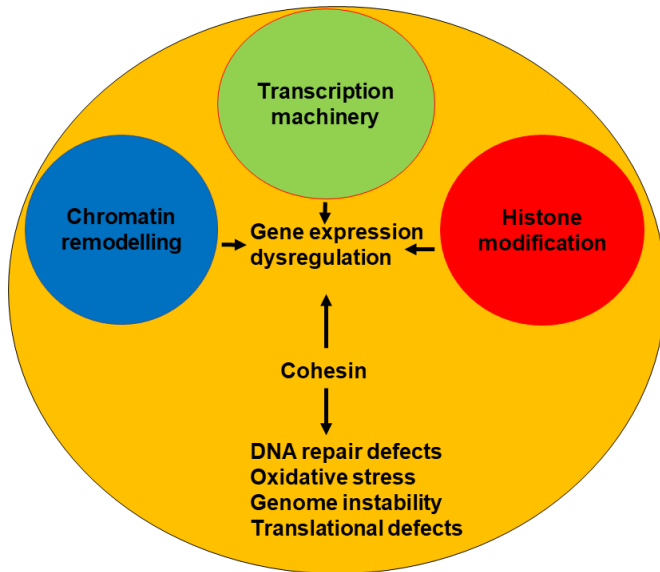 Transcription
machinery
Chromatin
remodelling
Gene expression
dysregulation
Histone
modification
Cohesin
DNA repair defects
Oxidative stress
Genome instability
Translational defects